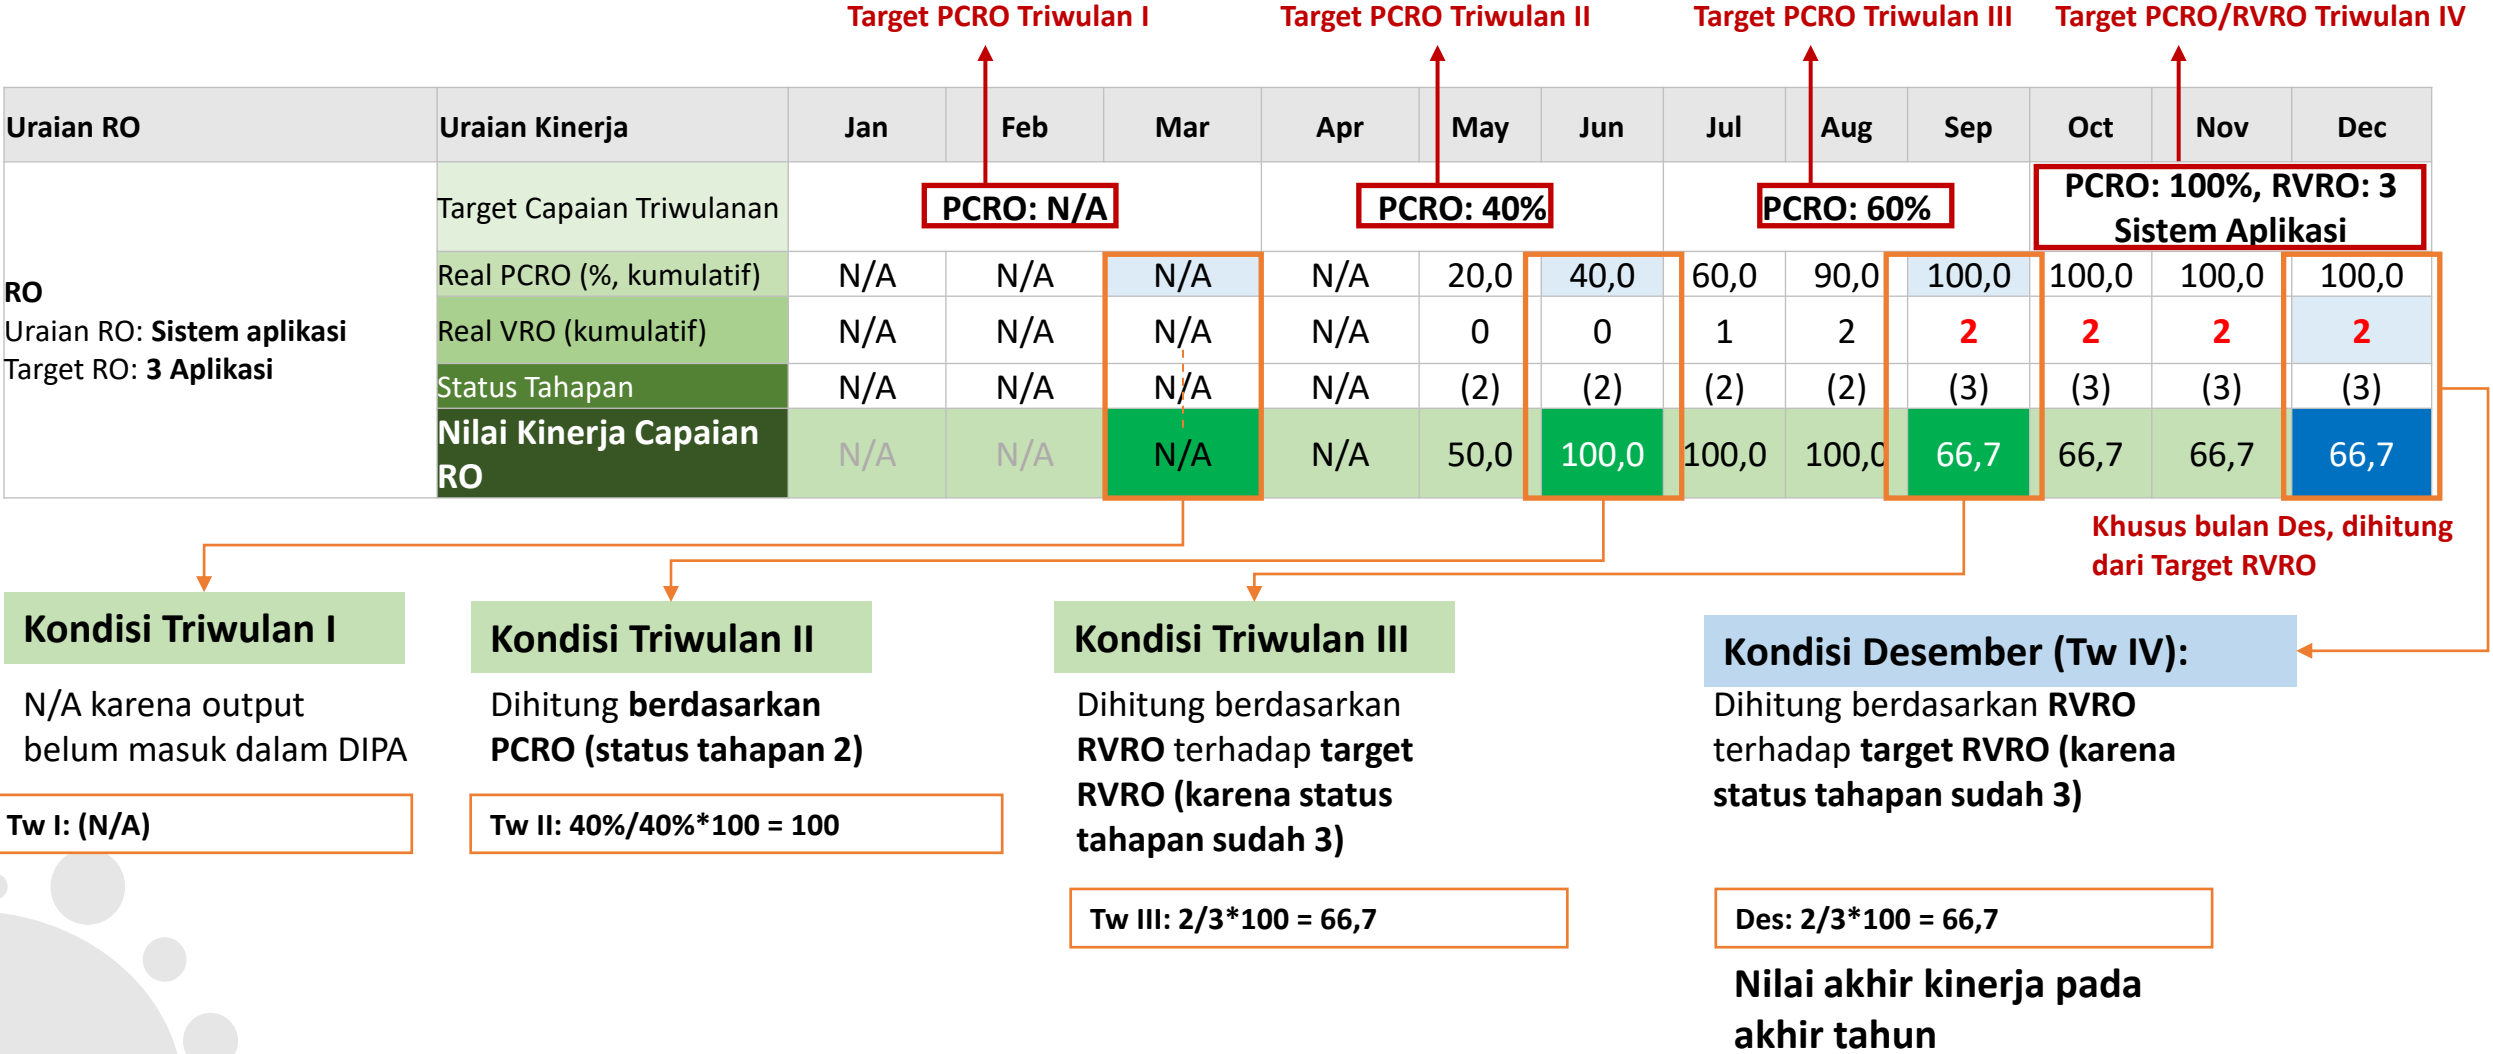 Target PCRO Triwulan I Target PCRO Triwulan II Target PCRO Triwulan III Target PCRO/RVRO Triwulan IV
Uraian RO Uraian Kinerja Jan Feb Mar Apr May Jun Jul Aug Sep Oct Nov Dec
Target Capaian Triwulanan PCRO: N/A PCRO: 40% PCRO: 60% PCRO: 100%, RVRO: 3
Sistem Aplikasi
Real PCRO (%, kumulatif) N/A N/A N/A N/A 20,0 40,0 60,0 90,0 100,0 100,0 100,0 100,0
RO
Uraian RO: Sistem aplikasi
Target RO: 3 Aplikasi
Real VRO (kumulatif) N/A N/A N/A N/A 0 0 1 2 2 2 2 2
Status Tahapan N/A N/A N/A N/A (2) (2) (2) (2) (3) (3) (3) (3)
Nilai Kinerja Capaian
RO N/A N/A N/A N/A 50,0 100,0 100,0 100,0 66,7 66,7 66,7 66,7
Khusus bulan Des, dihitung
dari Target RVRO
Kondisi Triwulan I
N/A karena output
belum masuk dalam DIPA
Tw I: (N/A)
Kondisi Triwulan II
Dihitung berdasarkan
PCRO (status tahapan 2)
Tw II: 40%/40%*100 = 100
Kondisi Triwulan III
Dihitung berdasarkan
RVRO terhadap target
RVRO (karena status
tahapan sudah 3)
Tw III: 2/3*100 = 66,7
Kondisi Desember (Tw IV):
Dihitung berdasarkan RVRO
terhadap target RVRO (karena
status tahapan sudah 3)
Des: 2/3*100 = 66,7
Nilai akhir kinerja pada
akhir tahun